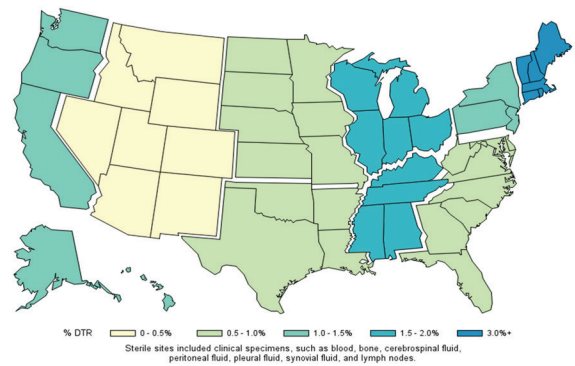 % DTR 0 - 0.5% 0.5 - 1.0% 1.0 - 1.5% 1.5 - 2.0% 3.0%+
Sterile sites included clinical specimens, such as blood, bone, cerebrospinal fluid,
peritoneal fluid, pleural fluid, synovial fluid, and lymph nodes.